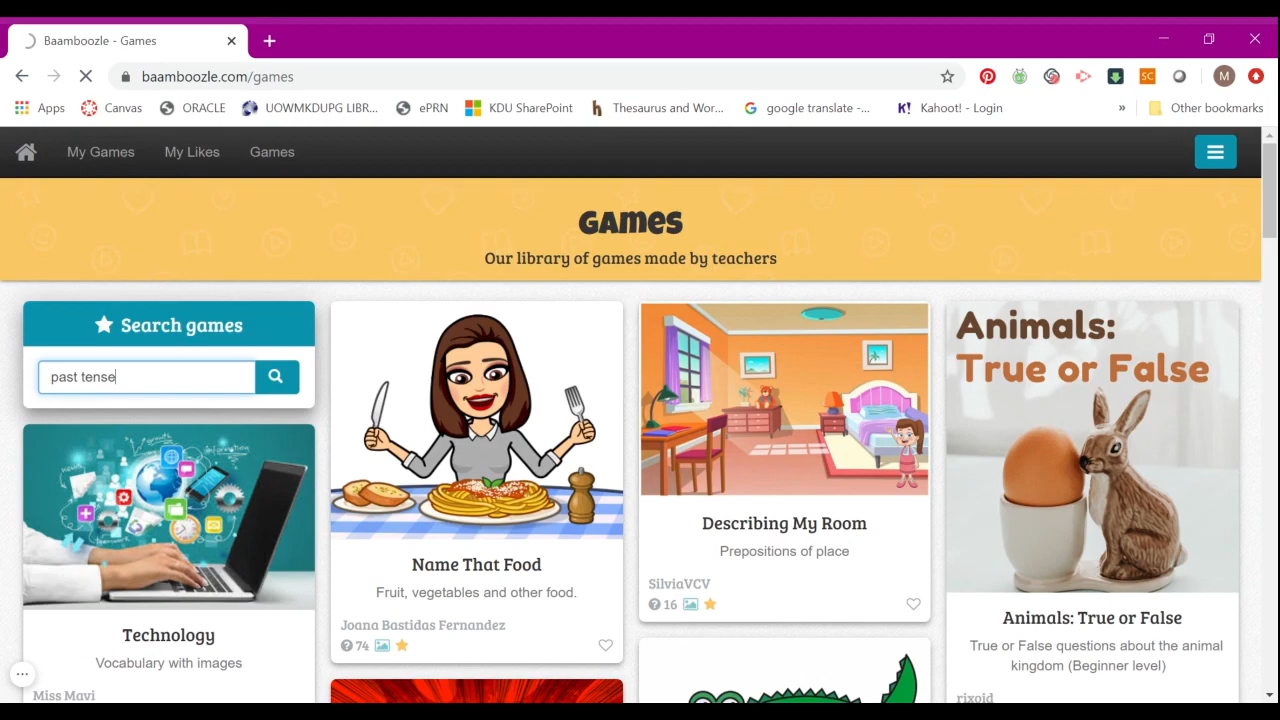 Baamboozle - Games
baamboozle.com/games
SC
M
Apps
Canvas
ORACLE
UOWMKDUPG LIBR...
ePRN
KDU SharePoint
Thesaurus and Wor...
google translate -...
K! Kahoot! - Login
»
Other bookmarks
My Games
My Likes
Games
Games
Our library of games made by teachers
Search games
past tense
Technology
Vocabulary with images
Miss Mavi
Name That Food
Fruit, vegetables and other food.
Joana Bastidas Fernandez
74
Describing My Room
Prepositions of place
SilviaVCV
16
Animals:
True or False
Animals: True or False
True or False questions about the animal
kingdom (Beginner level)
rixoid